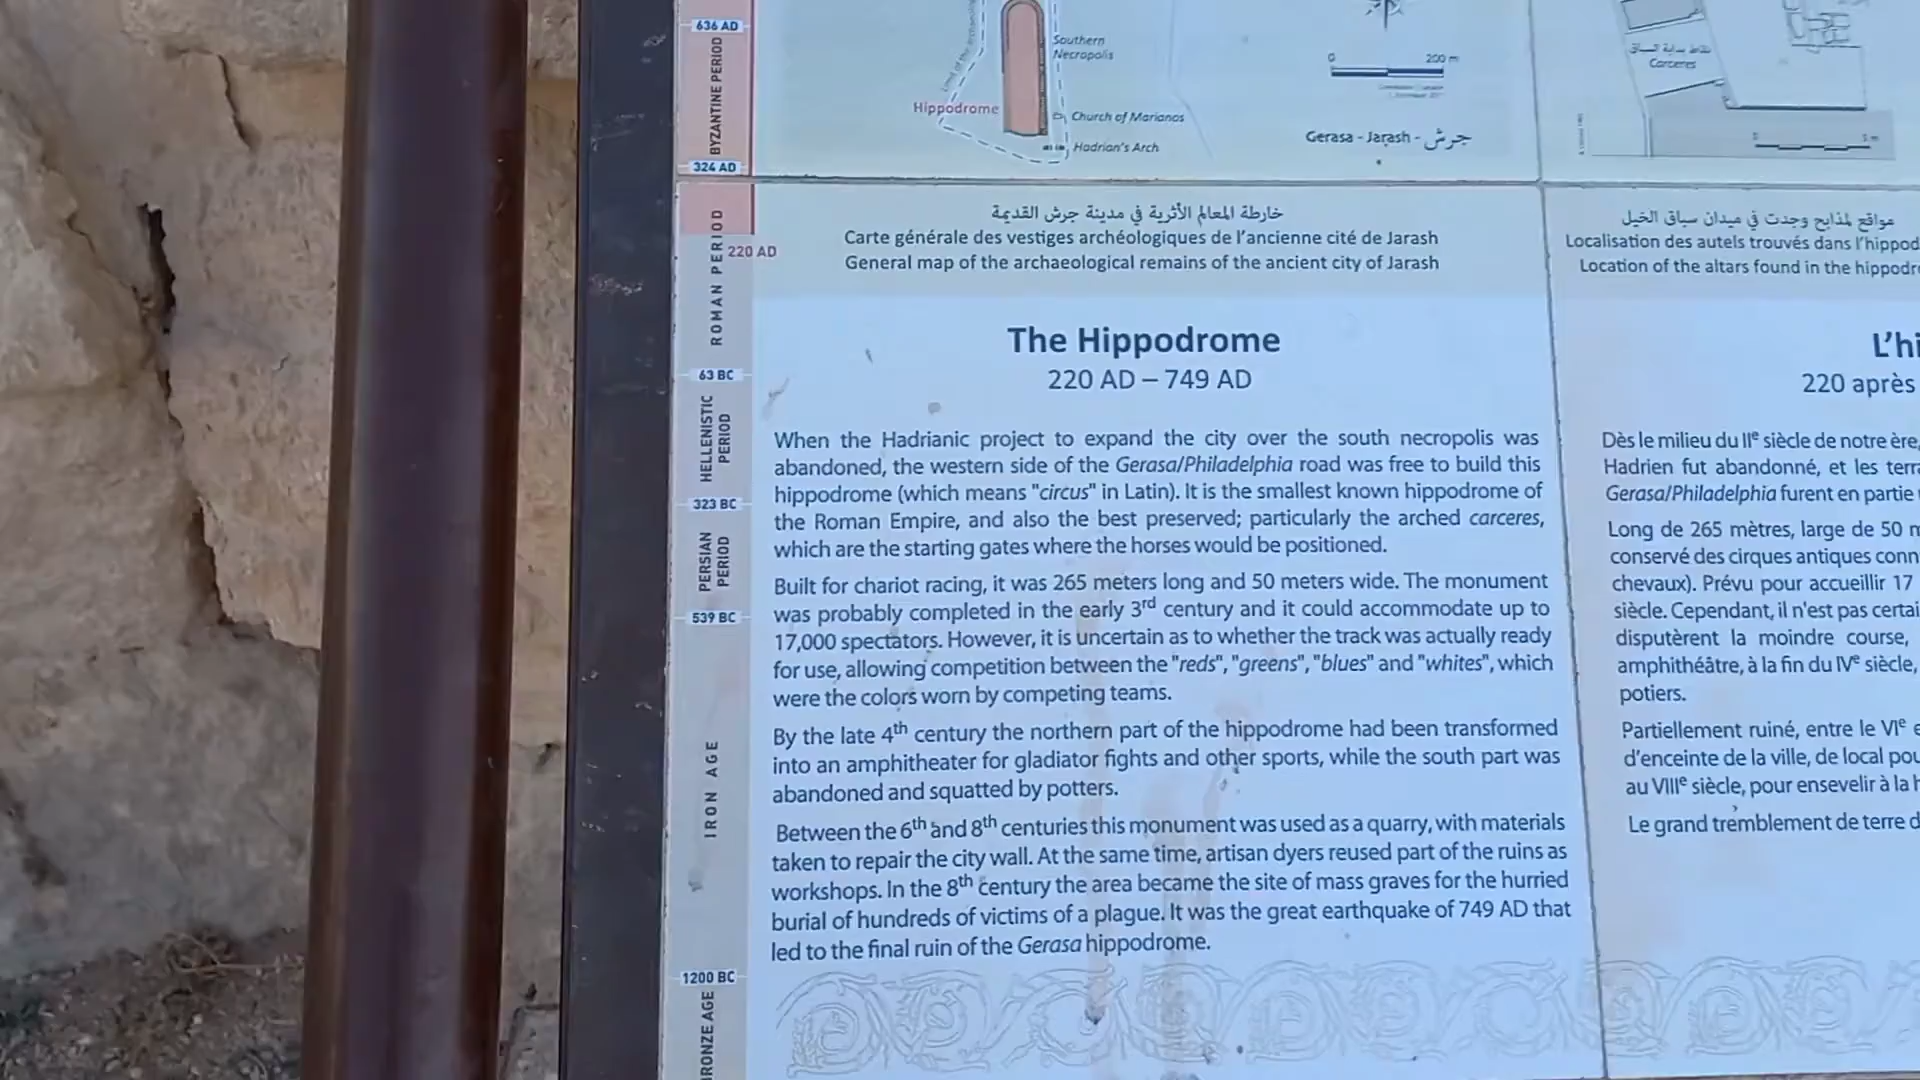 636 AD
BYZANTINE PERIOD
324 AD
ROMAN PERIOD
220 AD
63 BC
HELLENISTIC
PERIOD
323 BC
PERSIAN
PERIOD
539 BC
IRON AGE
1200 BC
BRONZE AGE
Southern
Necropolis
Hippodrome
Church of Marianos
Hadrian's Arch
0 200 m
Gerasa - Jarash - جرش
خارطة المعالم الأثرية في مدينة جرش القديمة
Carte générale des vestiges archéologiques de l'ancienne cité de Jarash
General map of the archaeological remains of the ancient city of Jarash
The Hippodrome
220 AD – 749 AD
When the Hadrianic project to expand the city over the south necropolis was
abandoned, the western side of the Gerasa/Philadelphia road was free to build this
hippodrome (which means "circus" in Latin). It is the smallest known hippodrome of
the Roman Empire, and also the best preserved; particularly the arched carceres,
which are the starting gates where the horses would be positioned.
Built for chariot racing, it was 265 meters long and 50 meters wide. The monument
was probably completed in the early 3rd century and it could accommodate up to
17,000 spectators. However, it is uncertain as to whether the track was actually ready
for use, allowing competition between the "reds", "greens", "blues" and "whites", which
were the colors worn by competing teams.
By the late 4th century the northern part of the hippodrome had been transformed
into an amphitheater for gladiator fights and other sports, while the south part was
abandoned and squatted by potters.
Between the 6th and 8th centuries this monument was used as a quarry, with materials
taken to repair the city wall. At the same time, artisan dyers reused part of the ruins as
workshops. In the 8th century the area became the site of mass graves for the hurried
burial of hundreds of victims of a plague. It was the great earthquake of 749 AD that
led to the final ruin of the Gerasa hippodrome.
نقاط بداية السباق
Carceres
مواقع لمذابح وجدت في ميدان سباق الخيل
Localisation des autels trouvés dans l'hippod
Location of the altars found in the hippodr
L'hi
220 après
Dès le milieu du IIe siècle de notre ère,
Hadrien fut abandonné, et les terra
Gerasa/Philadelphia furent en partie
Long de 265 mètres, large de 50 m
conservé des cirques antiques conn
chevaux). Prévu pour accueillir 17
siècle. Cependant, il n'est pas certai
disputèrent la moindre course,
amphithéâtre, à la fin du IVe siècle,
potiers.
Partiellement ruiné, entre le VIe e
d'enceinte de la ville, de local pou
au VIIIe siècle, pour ensevelir à la h
Le grand tremblement de terre d